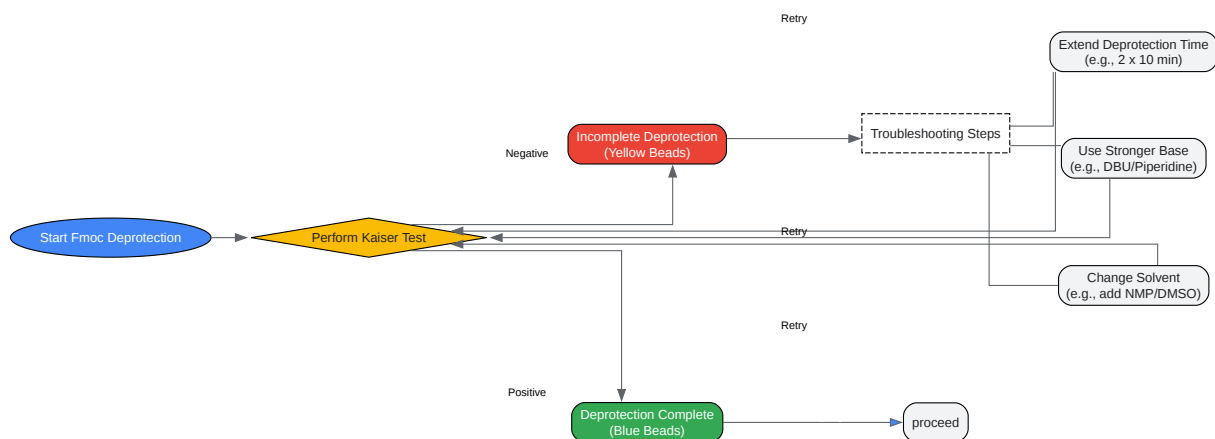 Retry
Extend Deprotection Time
(e.g., 2 x 10 min)
Incomplete Deprotection
(Yellow Beads)
Troubleshooting Steps
Negative
Use Stronger Base
(e.g., DBU/Piperidine)
Start Fmoc Deprotection
Perform Kaiser Test
Retry
Change Solvent
(e.g., add NMP/DMSO)
Retry
Positive
Deprotection Complete
(Blue Beads)
proceed